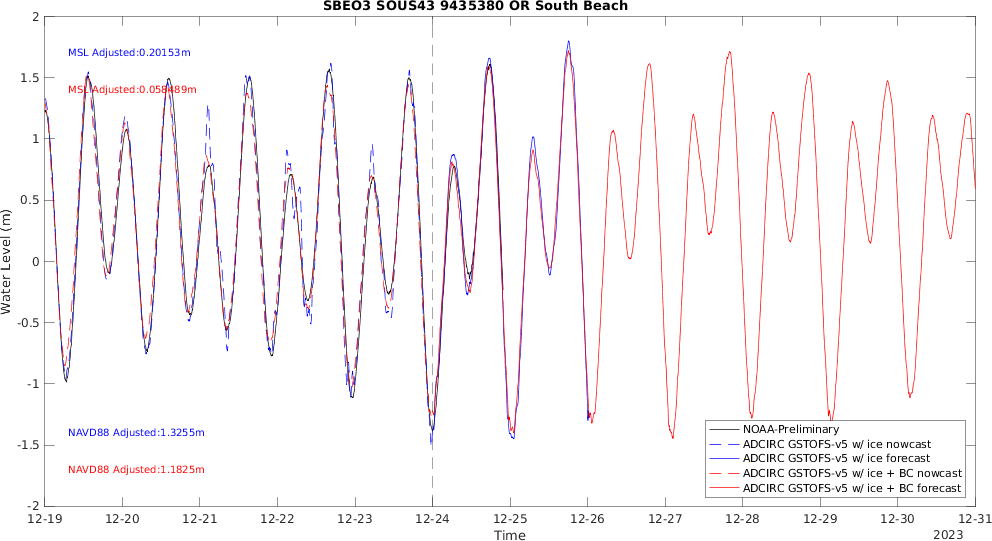 SBEO3 SOUS43 9435380 OR South Beach
2
1.5
1
0.5
0
-0.5
-1
-1.5
-2
Water Level (m)
MSL Adjusted:0.20153m
MSL Adjusted:0.058489m
NAVD88 Adjusted:1.3255m
NAVD88 Adjusted:1.1825m
NOAA-Preliminary
ADCIRC GSTOFS-v5 w/ ice nowcast
ADCIRC GSTOFS-v5 w/ ice forecast
ADCIRC GSTOFS-v5 w/ ice + BC nowcast
ADCIRC GSTOFS-v5 w/ ice + BC forecast
12-19 12-20 12-21 12-22 12-23 12-24 12-25 12-26 12-27 12-28 12-29 12-30 12-31
Time
2023